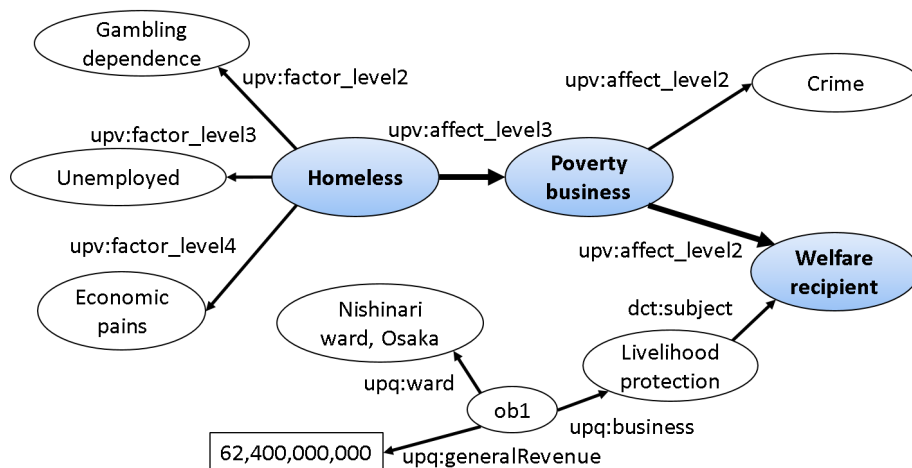 Gambling
dependence
upv:factor_level2
upv:affect_level2
Crime
upv:factor_level3
upv:affect_level3
Unemployed
Homeless
Poverty
business
upv:factor_level4
upv:affect_level2
Welfare
recipient
Economic
pains
Nishinari
ward, Osaka
dct:subject
Livelihood
protection
upq:ward
ob1
upq:business
62,400,000,000
upq:generalRevenue